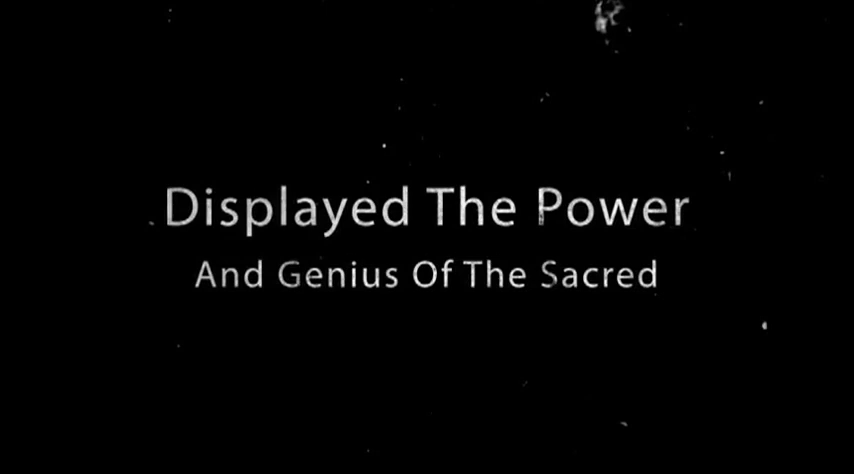 Displayed The Power
And Genius Of The Sacred